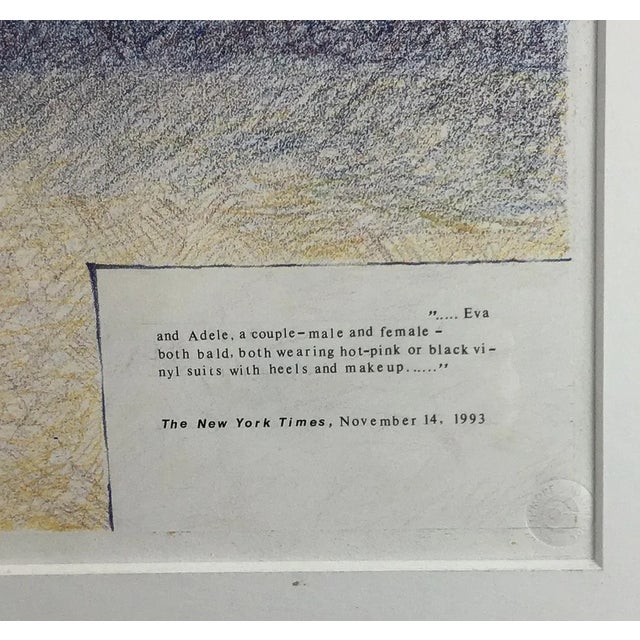 "..... Eva
and Adele, a couple-male and female -
both bald, both wearing hot-pink or black vi-
nyl suits with heels and makeup......"
The New York Times, November 14, 1993